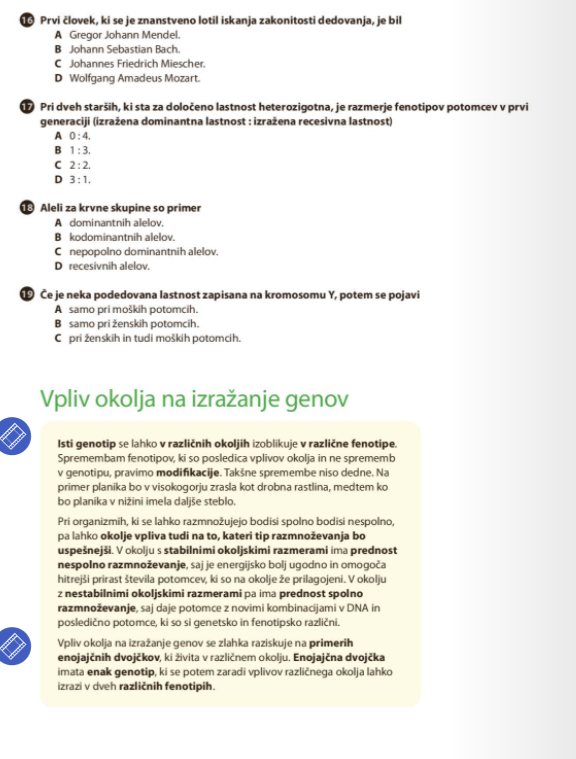 16 Prvi človek, ki se je znanstveno lotil iskanja zakonitosti dedovanja, je bil
A Gregor Johann Mendel.
B Johann Sebastian Bach.
C Johannes Friedrich Miescher.
D Wolfgang Amadeus Mozart.
17 Pri dveh starših, ki sta za določeno lastnost heterozigotna, je razmerje fenotipov potomcev v prvi
generaciji (izražena dominantna lastnost : izražena recesivna lastnost)
A 0 : 4.
B 1 : 3.
C 2 : 2.
D 3 : 1.
18 Aleli za krvne skupine so primer
A dominantnih alelov.
B kodominantnih alelov.
C nepopolno dominantnih alelov.
D recesivnih alelov.
19 Če je neka podedovana lastnost zapisana na kromosomu Y, potem se pojavi
A samo pri moških potomcih.
B samo pri ženskih potomcih.
C pri ženskih in tudi moških potomcih.
Vpliv okolja na izražanje genov
Isti genotip se lahko v različnih okoljih izoblikuje v različne fenotipe.
Spremembam fenotipov, ki so posledica vplivov okolja in ne sprememb
v genotipu, pravimo modifikacije. Takšne spremembe niso dedne. Na
primer planika bo v visokogorju zrasla kot drobna rastlina, medtem ko
bo planika v nižini imela daljše steblo.
Pri organizmih, ki se lahko razmnožujejo bodisi spolno bodisi nespolno,
pa lahko okolje vpliva tudi na to, kateri tip razmnoževanja bo
uspešnejši. V okolju s stabilnimi okoljskimi razmerami ima prednost
nespolno razmnoževanje, saj je energijsko bolj ugodno in omogoča
hitrejši prirast števila potomcev, ki so na okolje že prilagojeni. V okolju
z nestabilnimi okoljskimi razmerami pa ima prednost spolno
razmnoževanje, saj daje potomce z novimi kombinacijami v DNA in
posledično potomce, ki so si genetsko in fenotipsko različni.
Vpliv okolja na izražanje genov se zlahka raziskuje na primerih
enojajčnih dvojčkov, ki živita v različnem okolju. Enojajčna dvojčka
imata enak genotip, ki se potem zaradi vplivov različnega okolja lahko
izrazi v dveh različnih fenotipih.